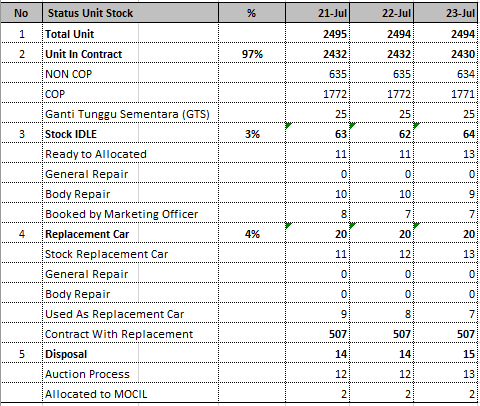 No Status Unit Stock % 21-Jul 22-Jul 23-Jul
1 Total Unit 2495 2494 2494
2 Unit In Contract 97% 2432 2432 2430
NON COP 635 635 634
COP 1772 1772 1771
Ganti Tunggu Sementara (GTS) 25 25 25
3 Stock IDLE 3% 63 62 64
Ready to Allocated 11 11 13
General Repair 0 0 0
Body Repair 10 10 9
Booked by Marketing Officer 8 7 7
4 Replacement Car 4% 20 20 20
Stock Replacement Car 11 12 13
General Repair 0 0 0
Body Repair 0 0 0
Used As Replacement Car 9 8 7
Contract With Replacement 507 507 507
5 Disposal 14 14 15
Auction Process 12 12 13
Allocated to MOCIL 2 2 2